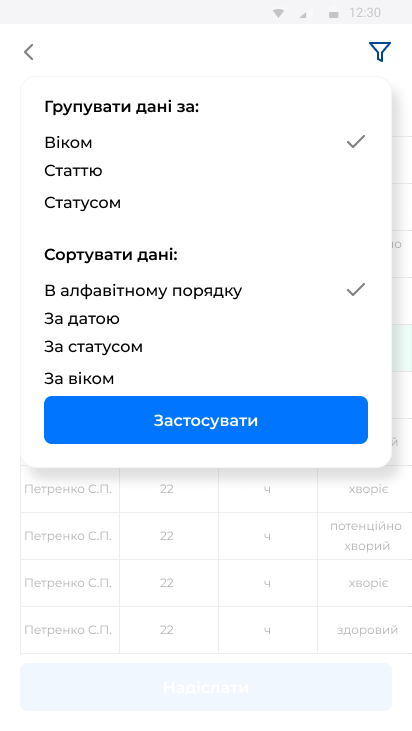 12:30
Групувати дані за:
Віком
Статтю
Статусом
Сортувати дані:
В алфавітному порядку
За датою
За статусом
За віком
Застосувати
Петренко С.П. 22 ч хворіє
Петренко С.П. 22 ч потенційно
хворий
Петренко С.П. 22 ч хворіє
Петренко С.П. 22 ч здоровий
Надіслати